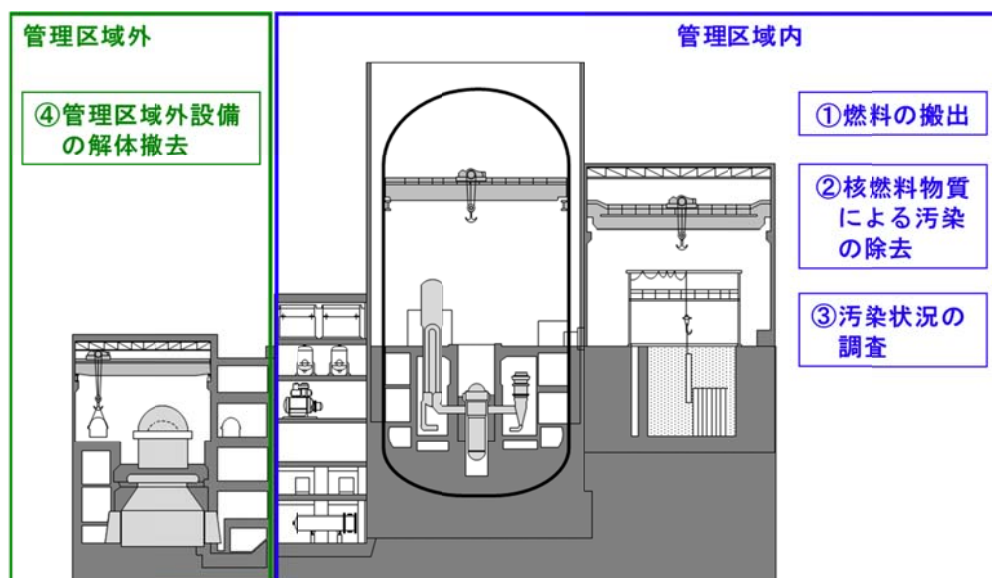 管理区域外
④管理区域外設備
の解体撤去
管理区域内
①燃料の搬出
②核燃料物質
による汚染
の除去
③汚染状況の
調査